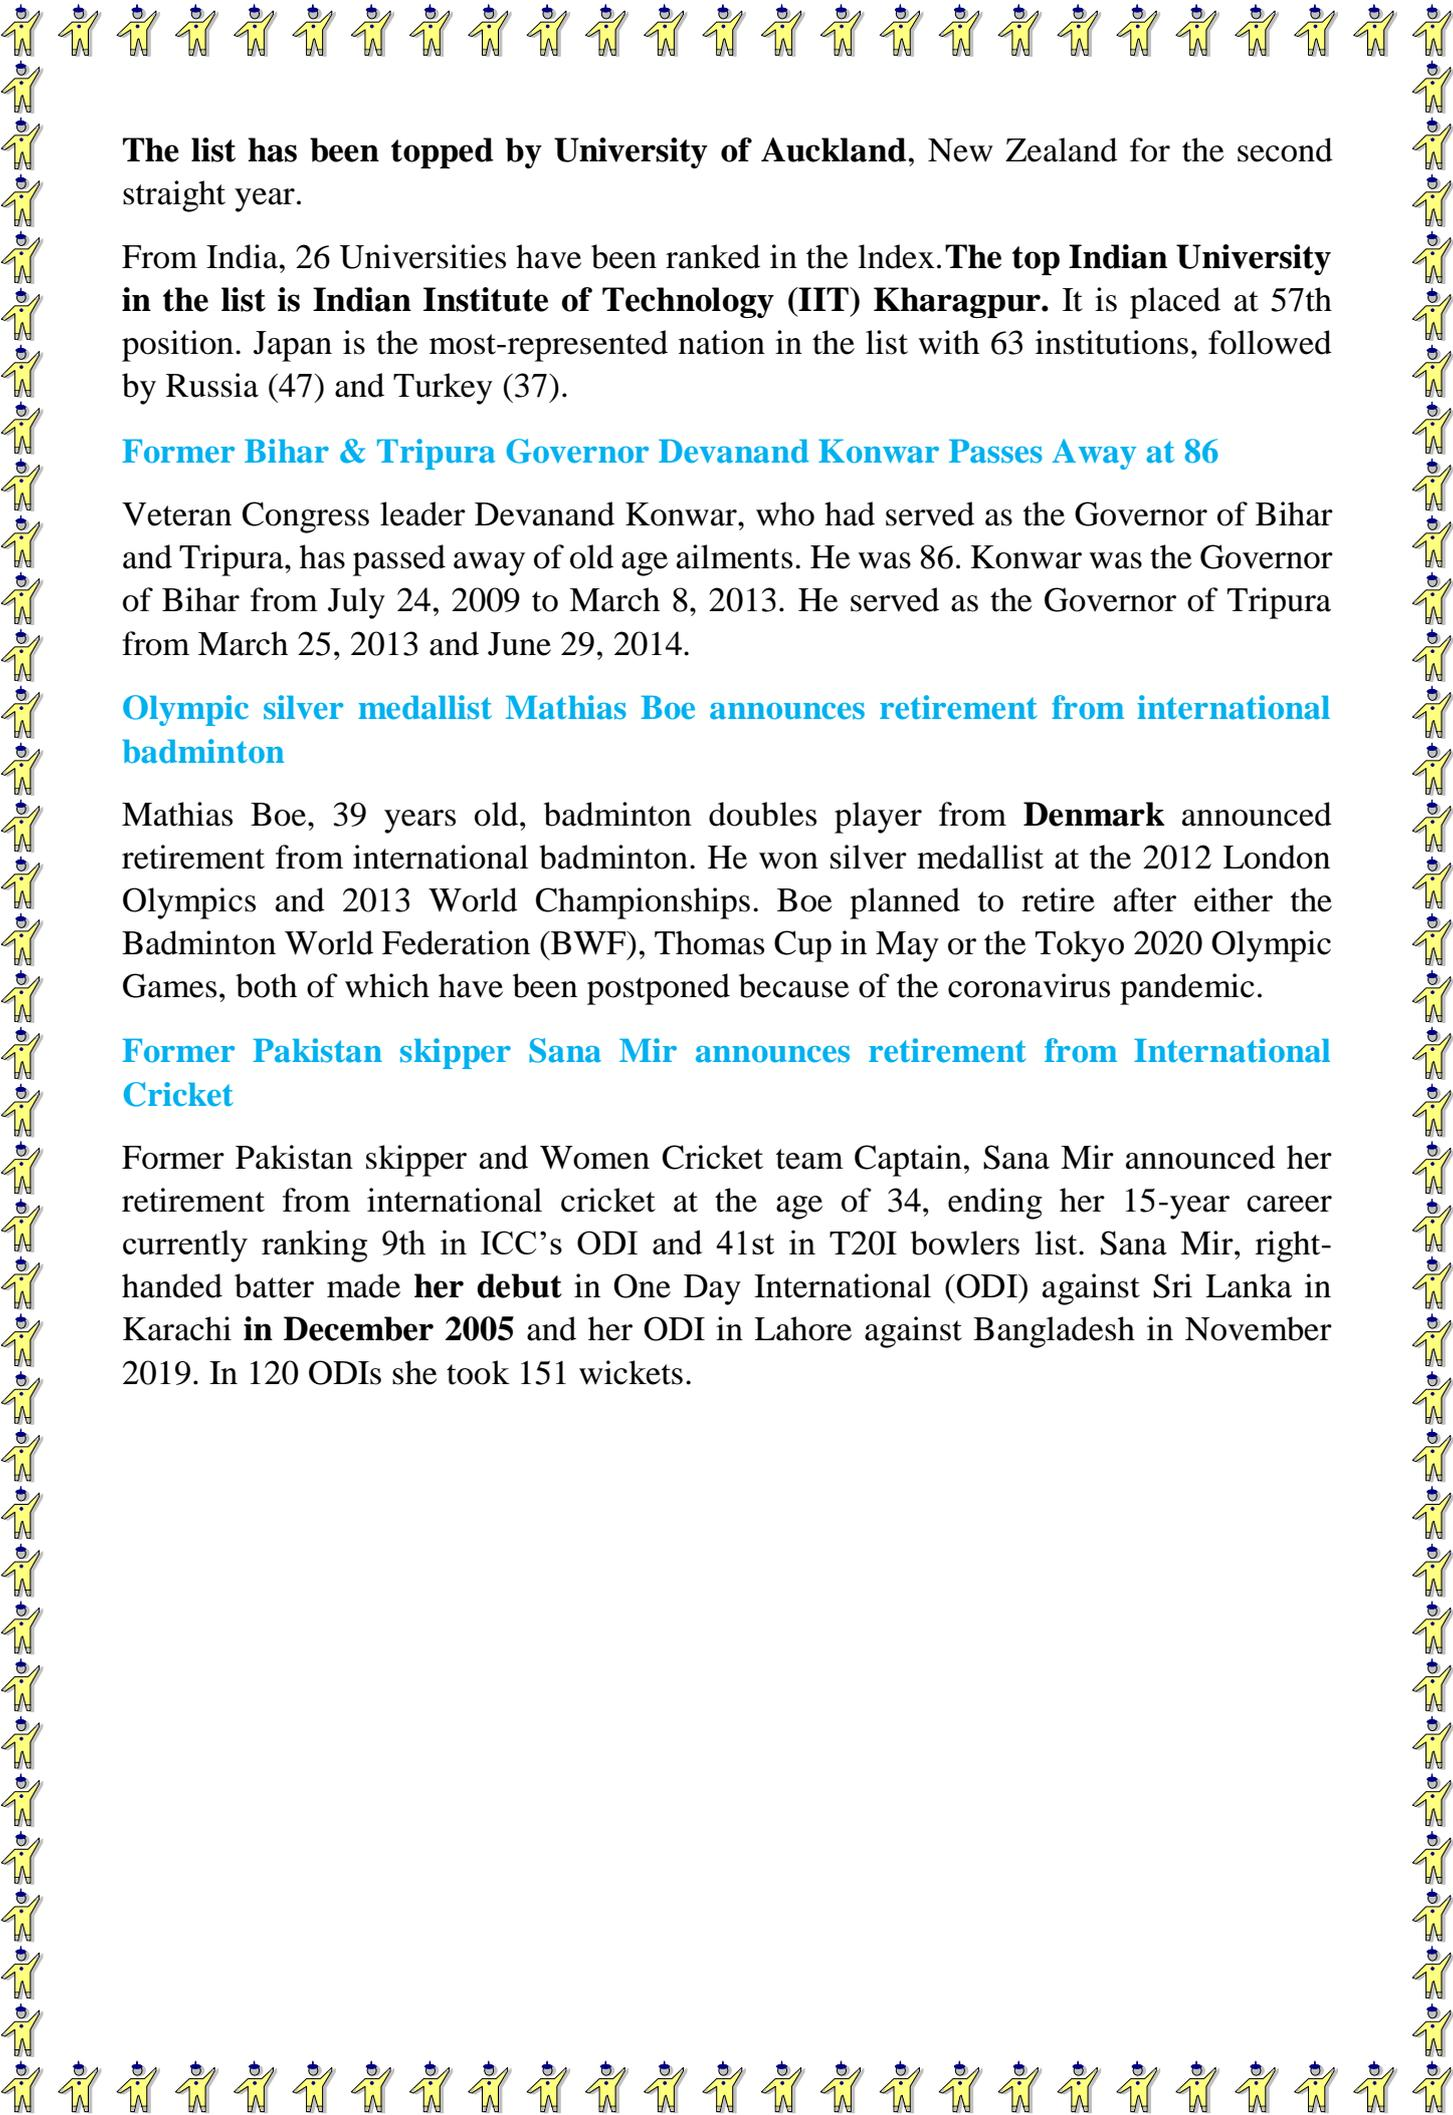 The list has been topped by University of Auckland, New Zealand for the second
straight year.
From India, 26 Universities have been ranked in the lndex.The top Indian University
in the list is Indian Institute of Technology (IIT) Kharagpur. It is placed at 57th
position. Japan is the most-represented nation in the list with 63 institutions, followed
by Russia (47) and Turkey (37).
Former Bihar & Tripura Governor Devanand Konwar Passes Away at 86
Veteran Congress leader Devanand Konwar, who had served as the Governor of Bihar
and Tripura, has passed away of old age ailments. He was 86. Konwar was the Governor
of Bihar from July 24, 2009 to March 8, 2013. He served as the Governor of Tripura
from March 25, 2013 and June 29, 2014.
Olympic silver medallist Mathias Boe announces retirement from international
badminton
Mathias Boe, 39 years old, badminton doubles player from Denmark announced
retirement from international badminton. He won silver medallist at the 2012 London
Olympics and 2013 World Championships. Boe planned to retire after either the
Badminton World Federation (BWF), Thomas Cup in May or the Tokyo 2020 Olympic
Games, both of which have been postponed because of the coronavirus pandemic.
Former Pakistan skipper Sana Mir announces retirement from International
Cricket
Former Pakistan skipper and Women Cricket team Captain, Sana Mir announced her
retirement from international cricket at the age of 34, ending her 15-year career
currently ranking 9th in ICC’s ODI and 41st in T20I bowlers list. Sana Mir, right-
handed batter made her debut in One Day International (ODI) against Sri Lanka in
Karachi in December 2005 and her ODI in Lahore against Bangladesh in November
2019. In 120 ODIs she took 151 wickets.